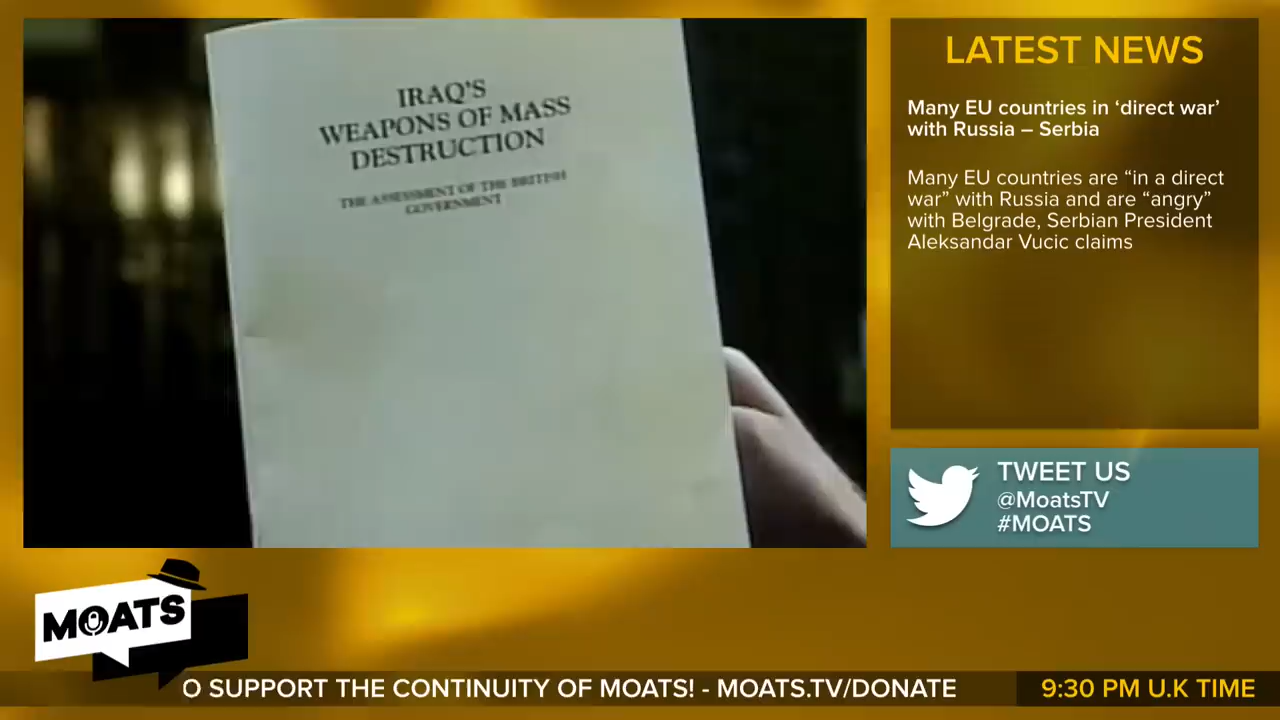 IRAQ'S
WEAPONS OF MASS
DESTRUCTION
THE ASSESSMENT OF THE BRITISH
GOVERNMENT
LATEST NEWS
Many EU countries in ‘direct war’
with Russia – Serbia
Many EU countries are “in a direct
war” with Russia and are “angry”
with Belgrade, Serbian President
Aleksandar Vucic claims
TWEET US
@MoatsTV
#MOATS
MOATS
O SUPPORT THE CONTINUITY OF MOATS! - MOATS.TV/DONATE
9:30 PM U.K TIME